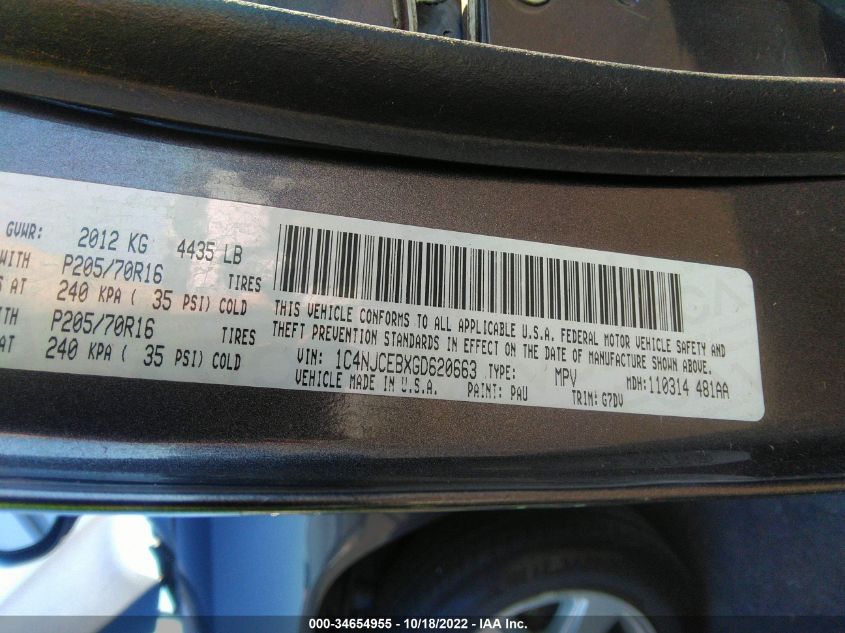 GVWR: 2012 KG 4435 LB
WITH P205/70R16 TIRES
S AT 240 KPA ( 35 PSI) COLD
WITH P205/70R16 TIRES
AT 240 KPA ( 35 PSI) COLD
THIS VEHICLE CONFORMS TO ALL APPLICABLE U.S.A. FEDERAL MOTOR VEHICLE SAFETY AND
THEFT PREVENTION STANDARDS IN EFFECT ON THE DATE OF MANUFACTURE SHOWN ABOVE.
VIN: 1C4NJCEBXGD620663 TYPE: MPV MDH: 110314 481AA
VEHICLE MADE IN U.S.A. PAINT: PAU TRIM: G7DV
000-34654955 - 10/18/2022 - IAA Inc.